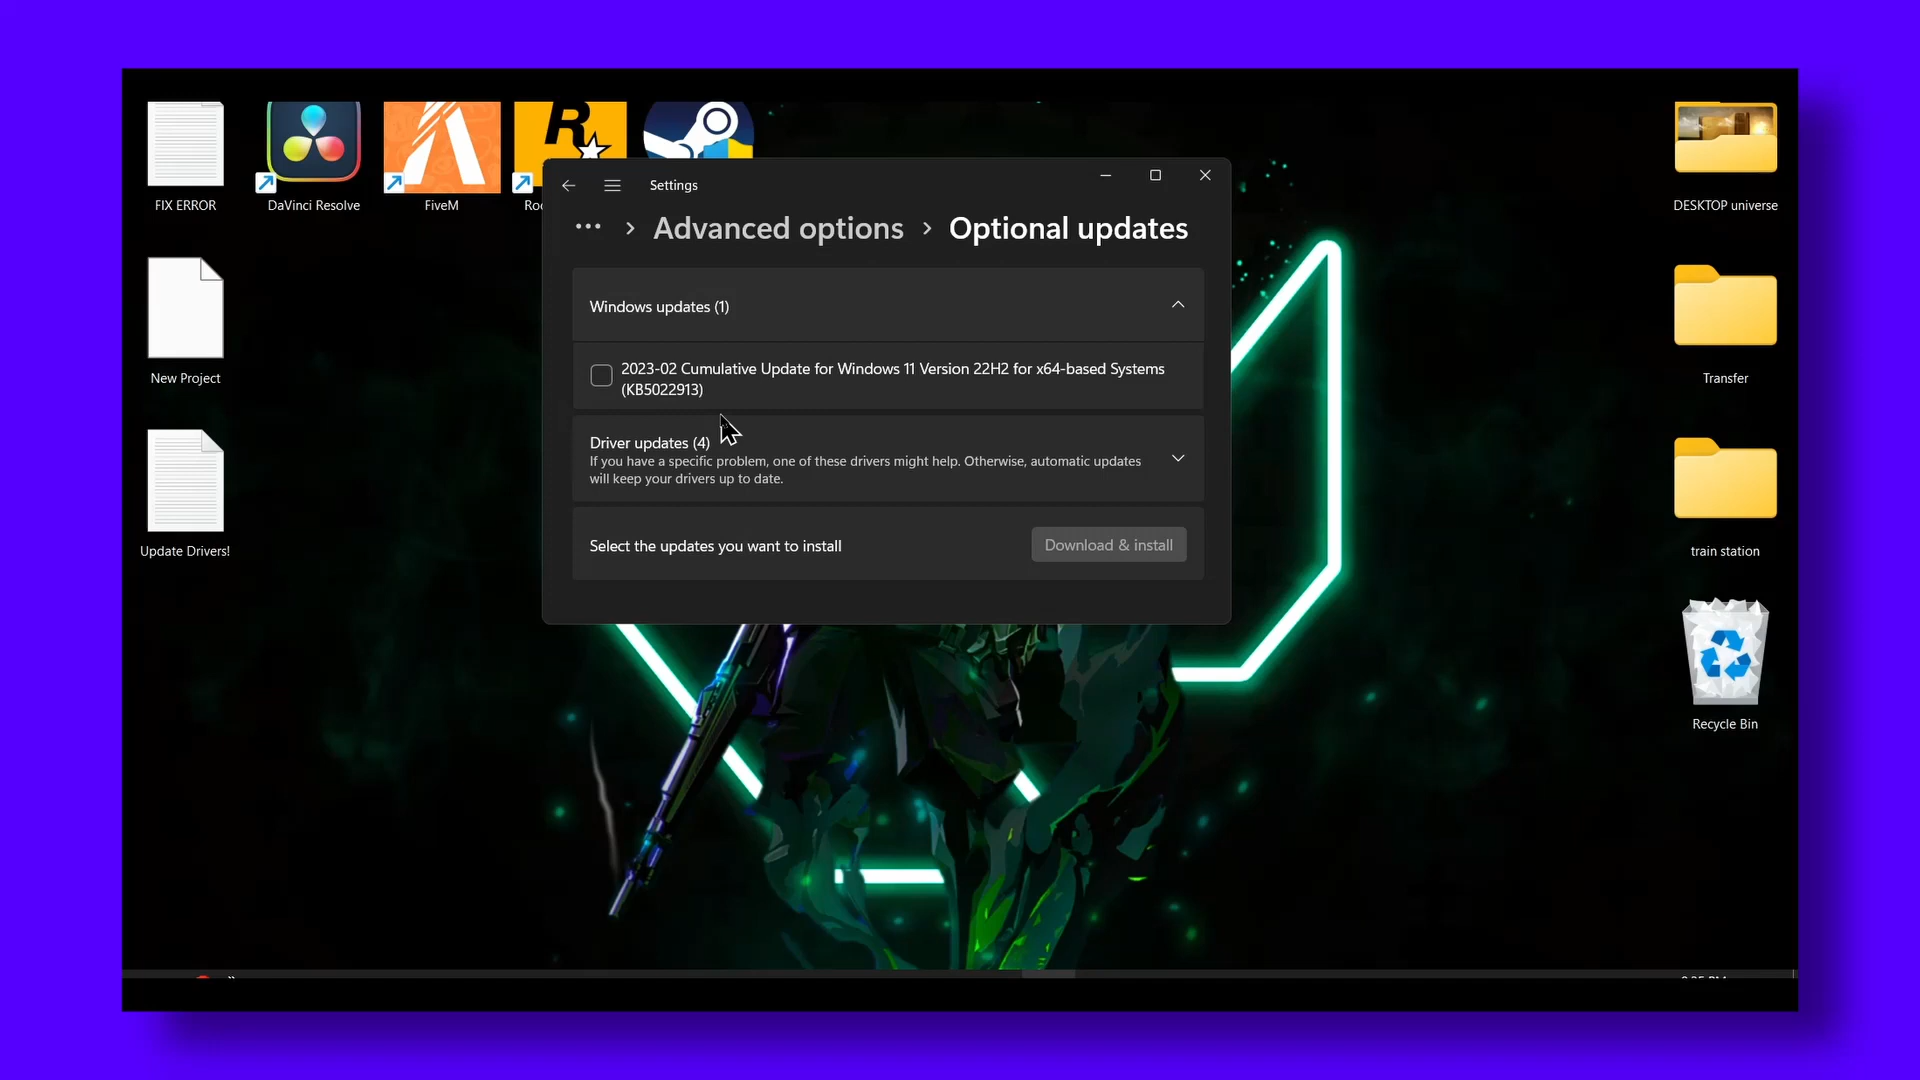 FIX ERROR
DaVinci Resolve
FiveM
DESKTOP universe
New Project
Update Drivers!
Transfer
train station
Recycle Bin
Settings
Advanced options > Optional updates
Windows updates (1)
2023-02 Cumulative Update for Windows 11 Version 22H2 for x64-based Systems
(KB5022913)
Driver updates (4)
If you have a specific problem, one of these drivers might help. Otherwise, automatic updates
will keep your drivers up to date.
Select the updates you want to install
Download & install